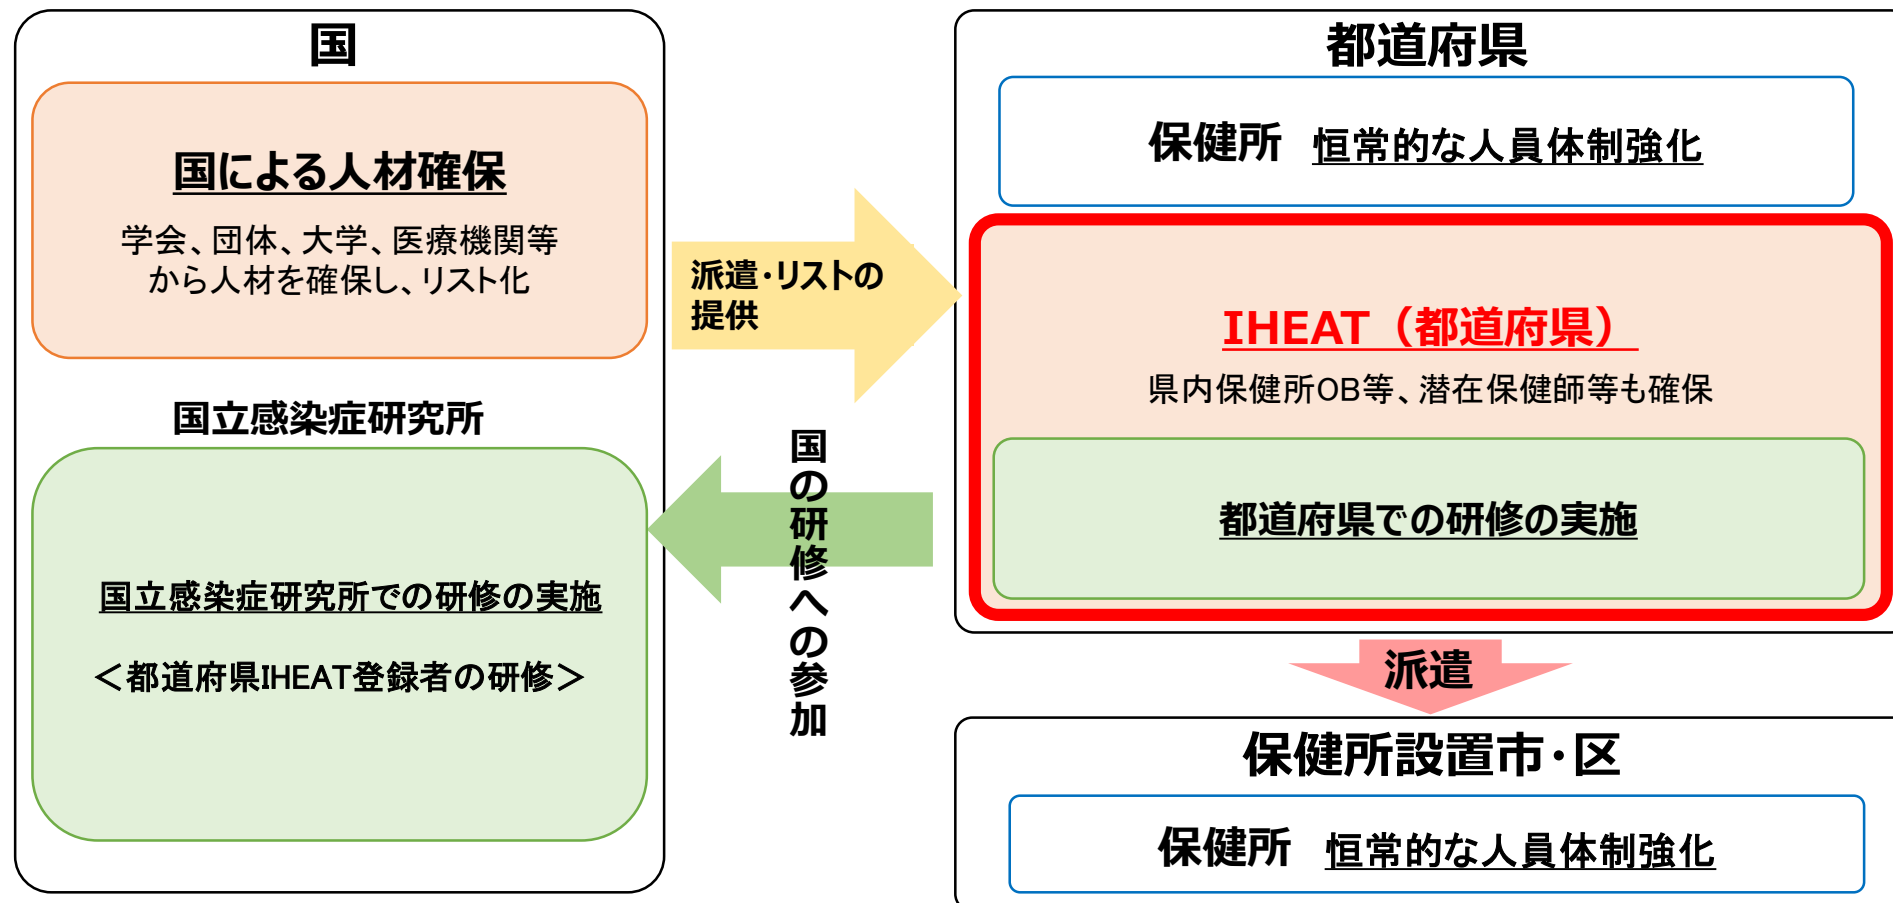 国
国による人材確保
学会、団体、大学、医療機関等
から人材を確保し、リスト化
国立感染症研究所
国立感染症研究所での研修の実施
＜都道府県IHEAT登録者の研修＞
派遣・リストの
提供
国の研修への参加
都道府県
保健所 恒常的な人員体制強化
IHEAT（都道府県）
県内保健所OB等、潜在保健師等も確保
都道府県での研修の実施
派遣
保健所設置市・区
保健所 恒常的な人員体制強化